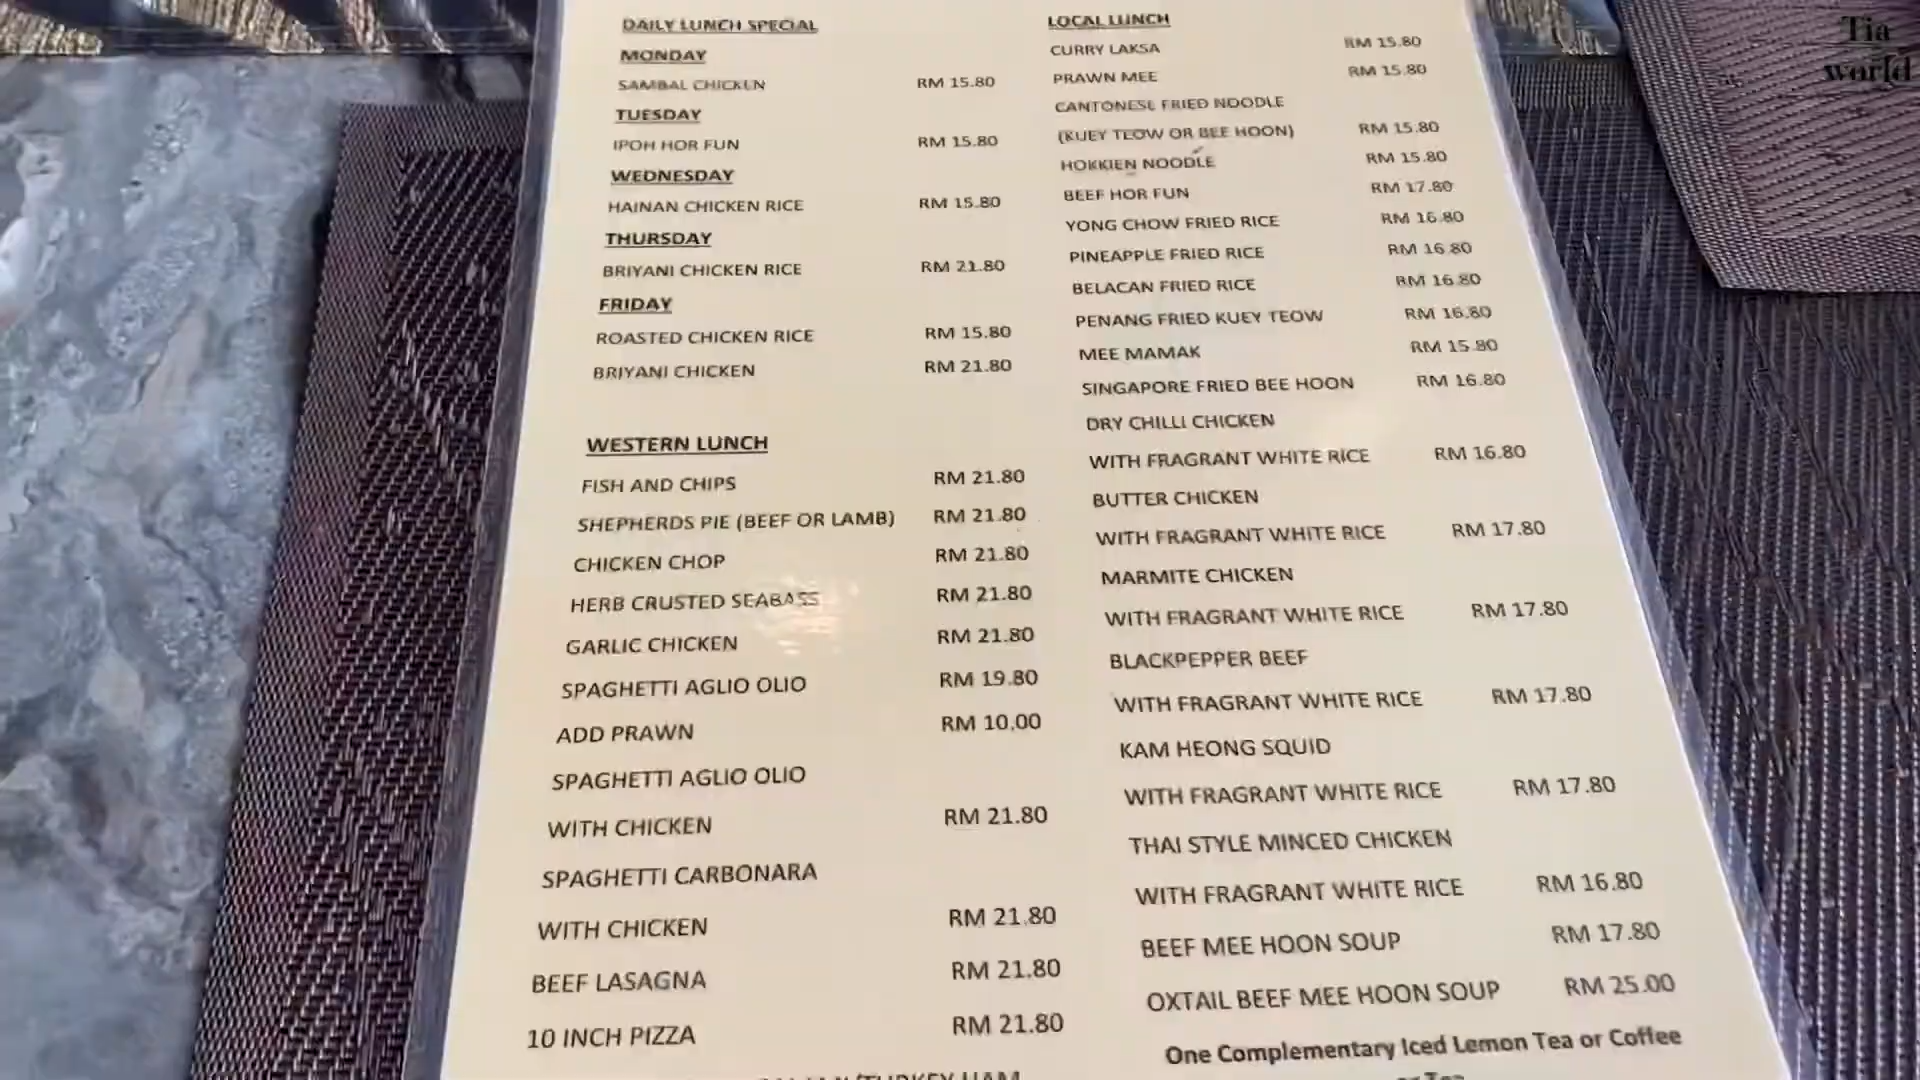 DAILY LUNCH SPECIAL
MONDAY
SAMBAL CHICKEN RM 15.80
TUESDAY
IPOH HOR FUN RM 15.80
WEDNESDAY
HAINAN CHICKEN RICE RM 15.80
THURSDAY
BRIYANI CHICKEN RICE RM 21.80
FRIDAY
ROASTED CHICKEN RICE RM 15.80
BRIYANI CHICKEN RM 21.80
WESTERN LUNCH
FISH AND CHIPS RM 21.80
SHEPHERDS PIE (BEEF OR LAMB) RM 21.80
CHICKEN CHOP RM 21.80
HERB CRUSTED SEABASS RM 21.80
GARLIC CHICKEN RM 21.80
SPAGHETTI AGLIO OLIO RM 19.80
ADD PRAWN RM 10.00
SPAGHETTI AGLIO OLIO
WITH CHICKEN RM 21.80
SPAGHETTI CARBONARA
WITH CHICKEN RM 21.80
BEEF LASAGNA RM 21.80
10 INCH PIZZA RM 21.80
LOCAL LUNCH
CURRY LAKSA RM 15.80
PRAWN MEE RM 15.80
CANTONESE FRIED NOODLE
(KUEY TEOW OR BEE HOON) RM 15.80
HOKKIEN NOODLE RM 15.80
BEEF HOR FUN RM 17.80
YONG CHOW FRIED RICE RM 16.80
PINEAPPLE FRIED RICE RM 16.80
BELACAN FRIED RICE RM 16.80
PENANG FRIED KUEY TEOW RM 16.80
MEE MAMAK RM 15.80
SINGAPORE FRIED BEE HOON RM 16.80
DRY CHILLI CHICKEN
WITH FRAGRANT WHITE RICE RM 16.80
BUTTER CHICKEN
WITH FRAGRANT WHITE RICE RM 17.80
MARMITE CHICKEN
WITH FRAGRANT WHITE RICE RM 17.80
BLACKPEPPER BEEF
WITH FRAGRANT WHITE RICE RM 17.80
KAM HEONG SQUID
WITH FRAGRANT WHITE RICE RM 17.80
THAI STYLE MINCED CHICKEN
WITH FRAGRANT WHITE RICE RM 16.80
BEEF MEE HOON SOUP RM 17.80
OXTAIL BEEF MEE HOON SOUP RM 25.00
One Complementary Iced Lemon Tea or Coffee
Tia
world